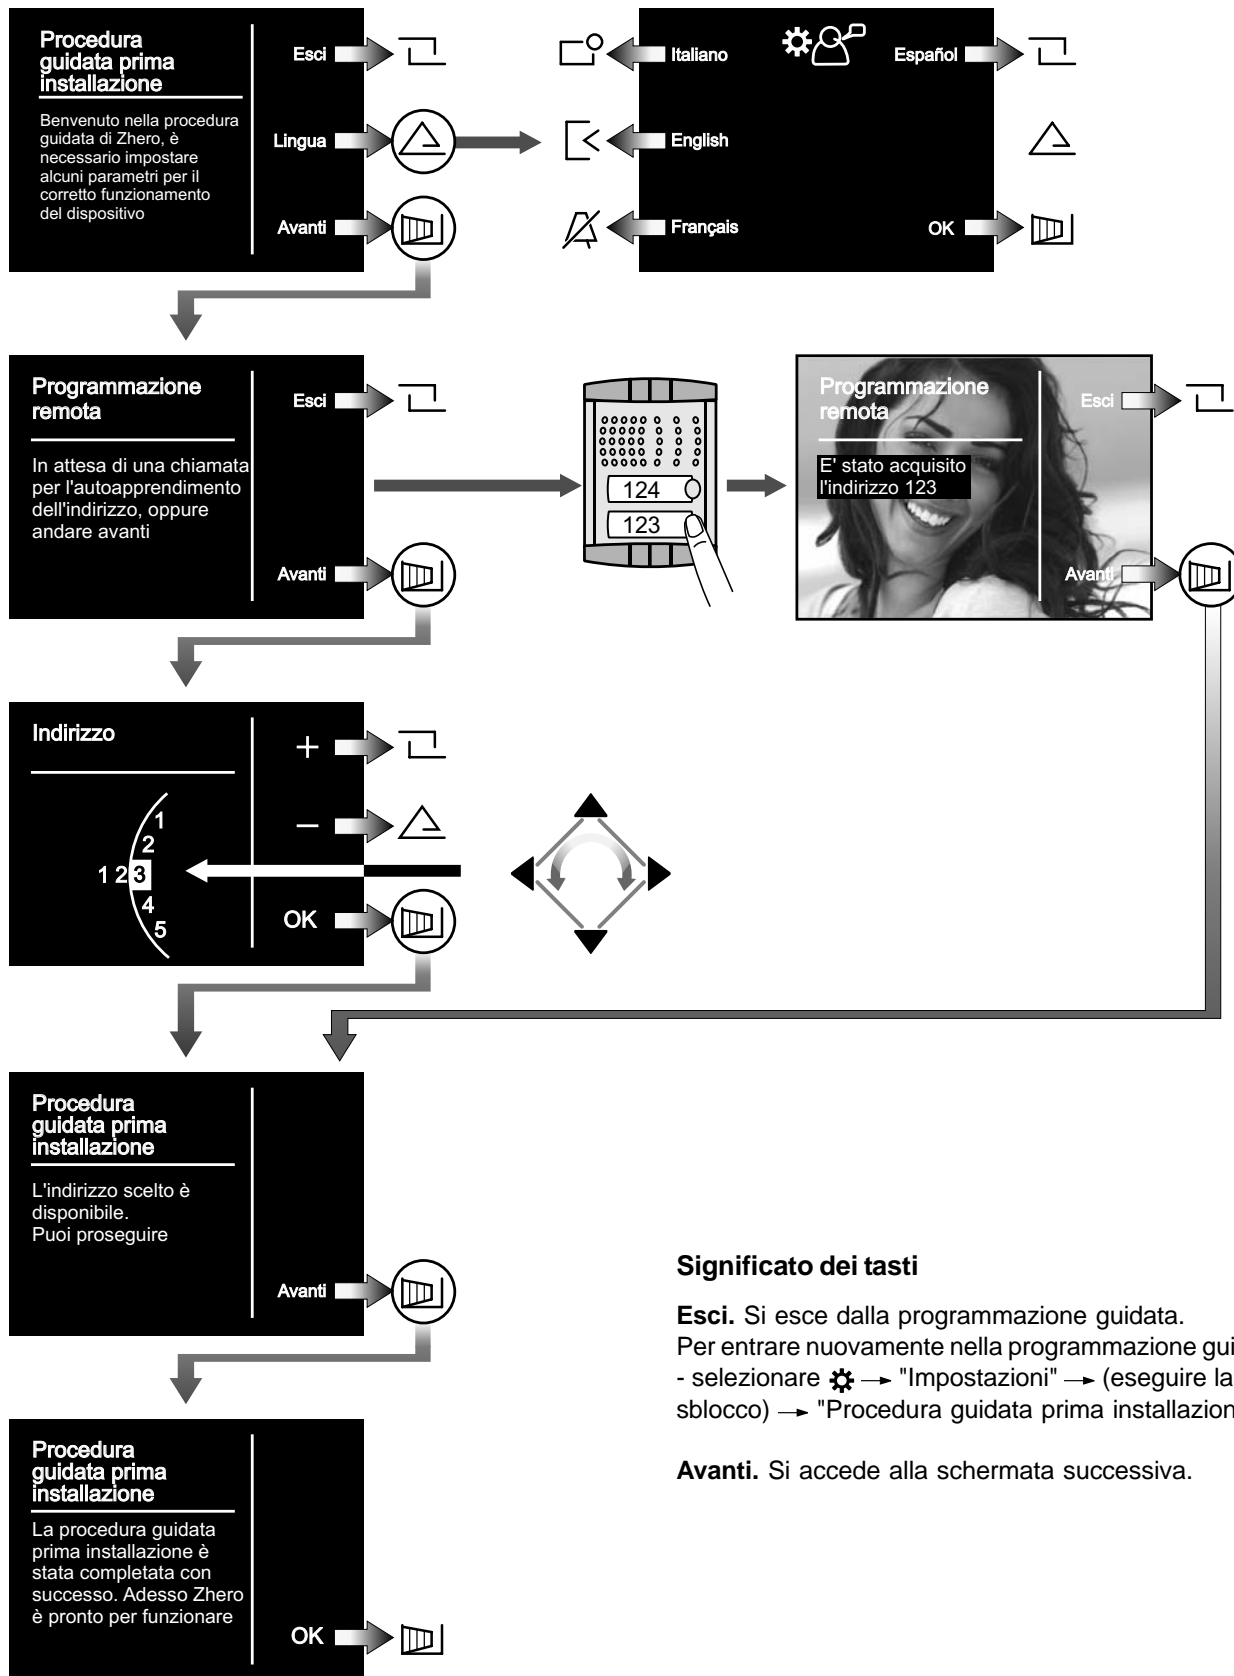 Procedura
guidata prima
installazione
Benvenuto nella procedura
guidata di Zhero, è
necessario impostare
alcuni parametri per il
corretto funzionamento
del dispositivo
Esci
Lingua
Avanti
Italiano
English
Français
Español
OK
Programmazione
remota
In attesa di una chiamata
per l'autoapprendimento
dell'indirizzo, oppure
andare avanti
Esci
Avanti
124
123
Programmazione
remota
E' stato acquisito
l'indirizzo 123
Esci
Avanti
Indirizzo
1
2
1 2 3
4
5
+
−
OK
Procedura
guidata prima
installazione
L'indirizzo scelto è
disponibile.
Puoi proseguire
Avanti
Procedura
guidata prima
installazione
La procedura guidata
prima installazione è
stata completata con
successo. Adesso Zhero
è pronto per funzionare
OK
Significato dei tasti
Esci. Si esce dalla programmazione guidata.
Per entrare nuovamente nella programmazione gui
- selezionare → "Impostazioni" → (eseguire la
sblocco) → "Procedura guidata prima installazion
Avanti. Si accede alla schermata successiva.